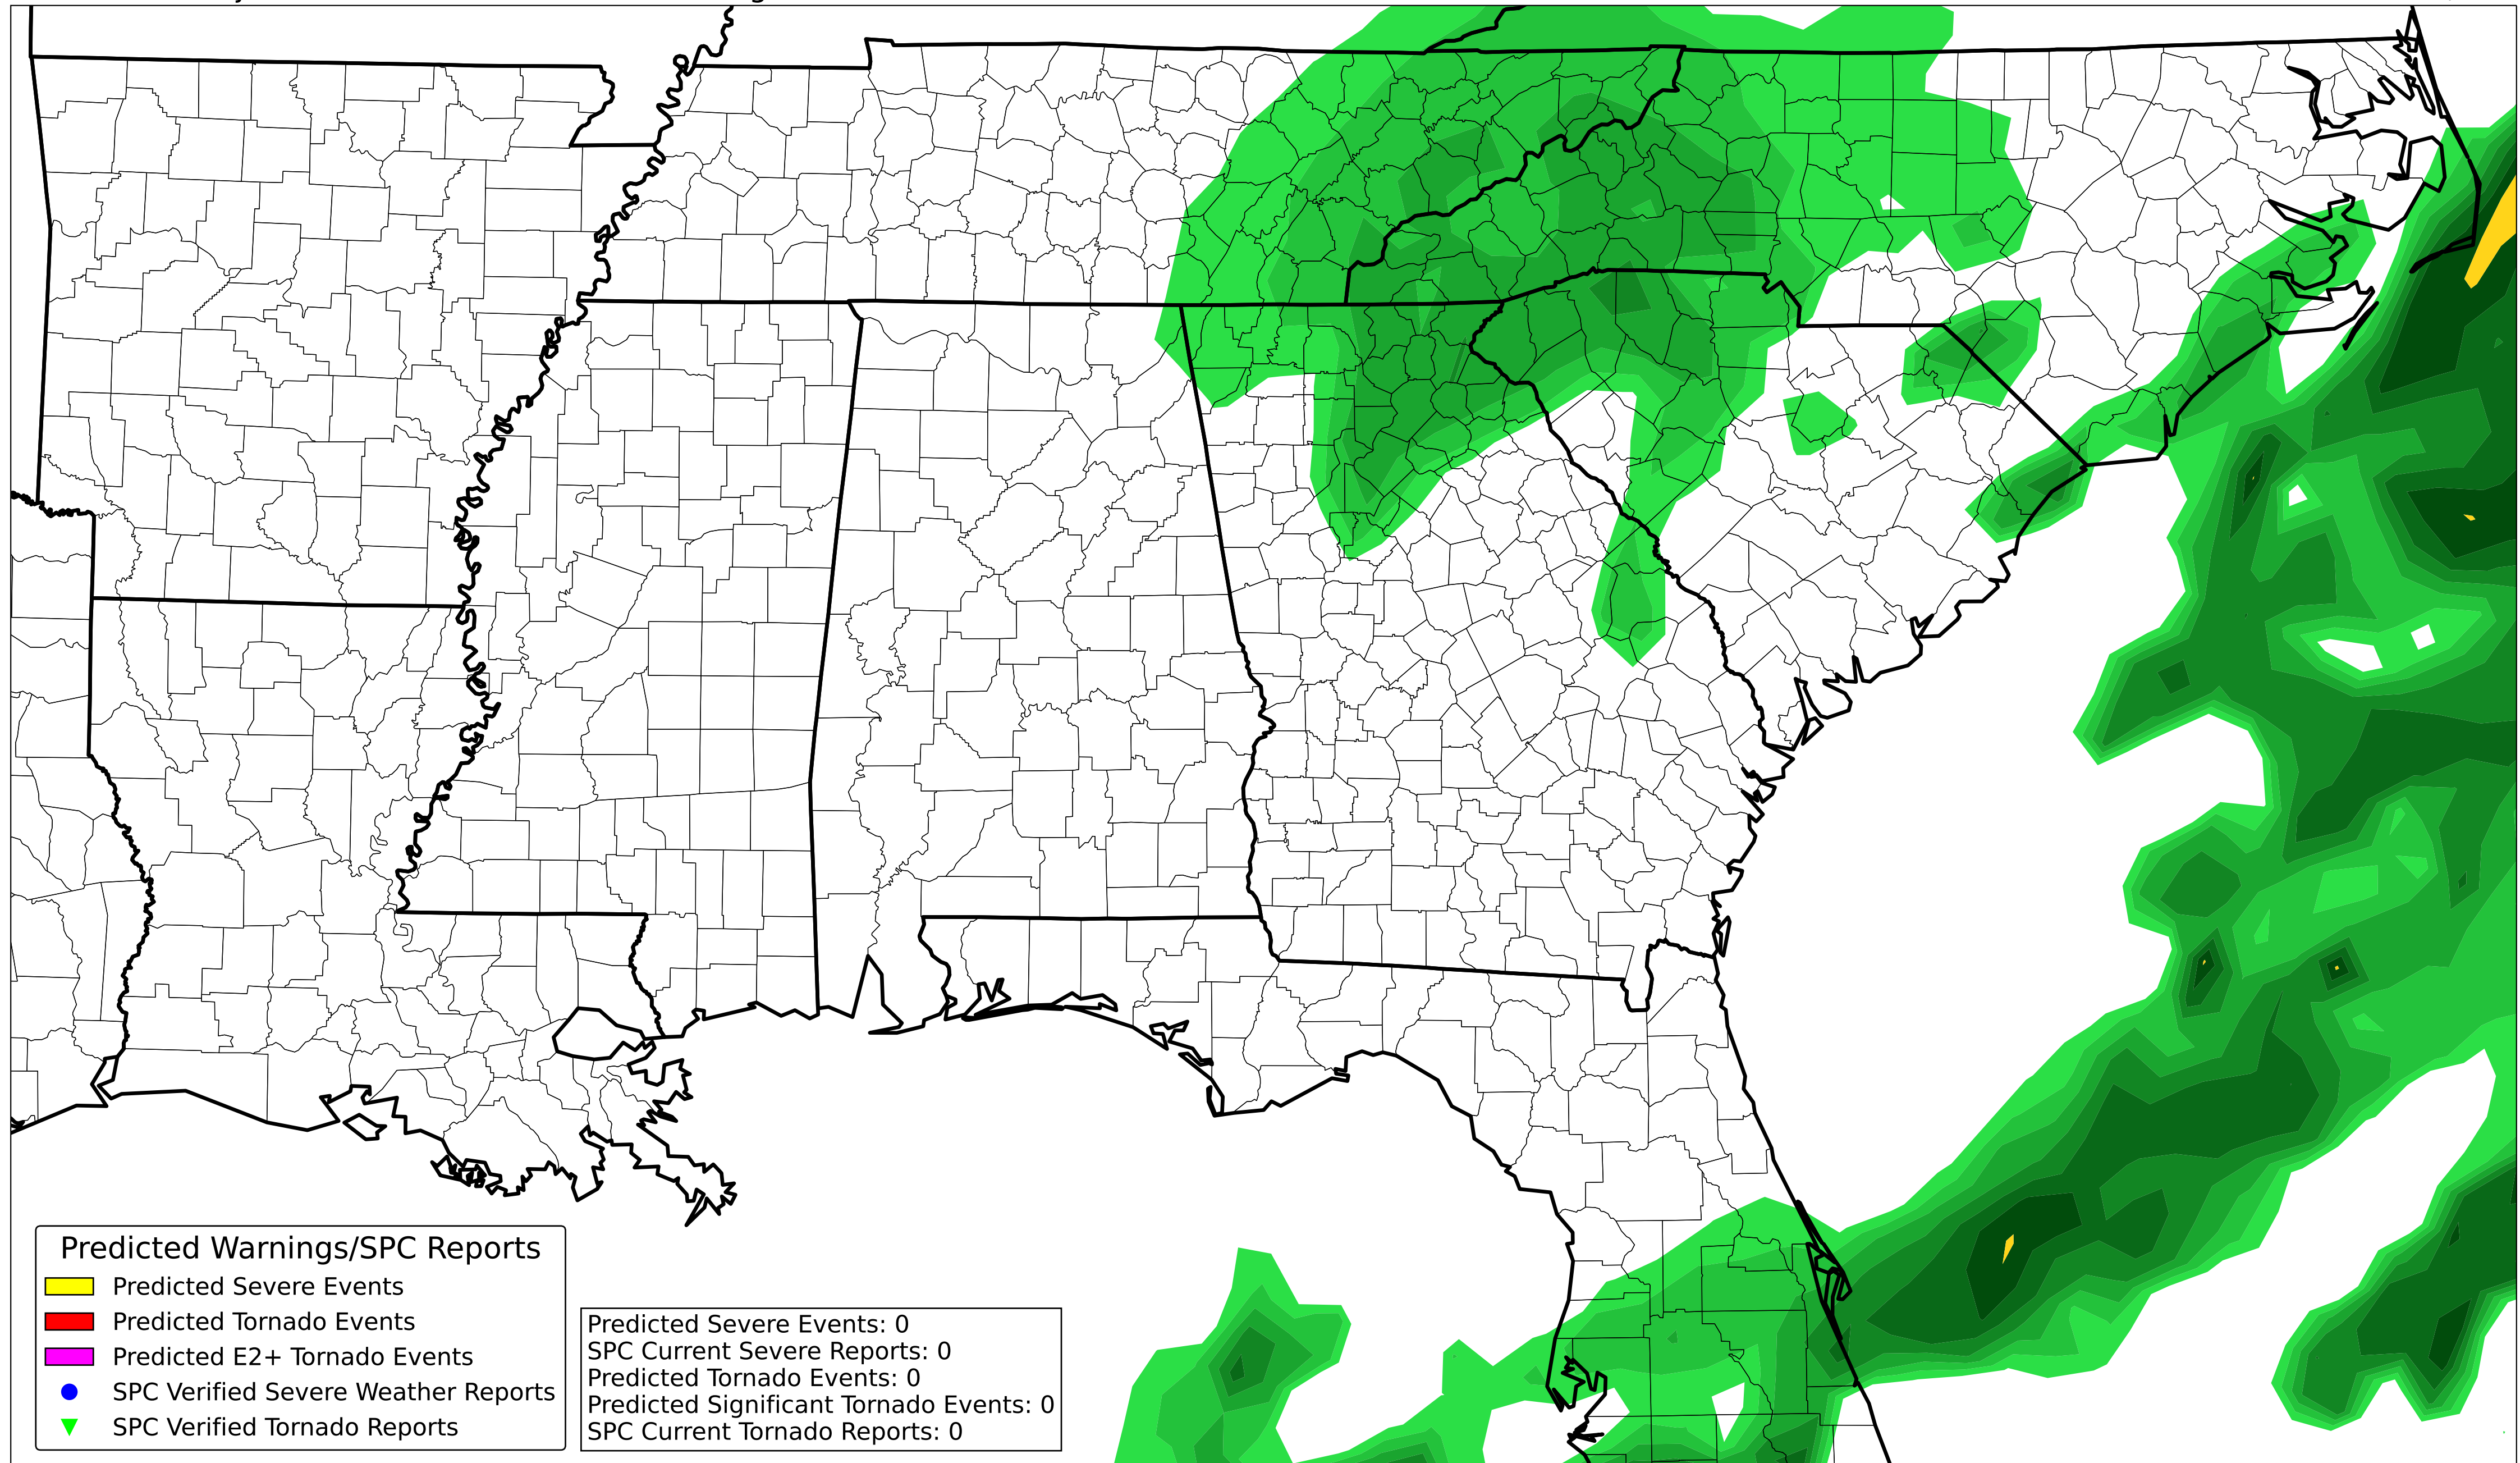 Predicted Warnings/SPC Reports
Predicted Severe Events
Predicted Tornado Events
Predicted E2+ Tornado Events
SPC Verified Severe Weather Reports
SPC Verified Tornado Reports
Predicted Severe Events: 0
SPC Current Severe Reports: 0
Predicted Tornado Events: 0
Predicted Significant Tornado Events: 0
SPC Current Tornado Reports: 0